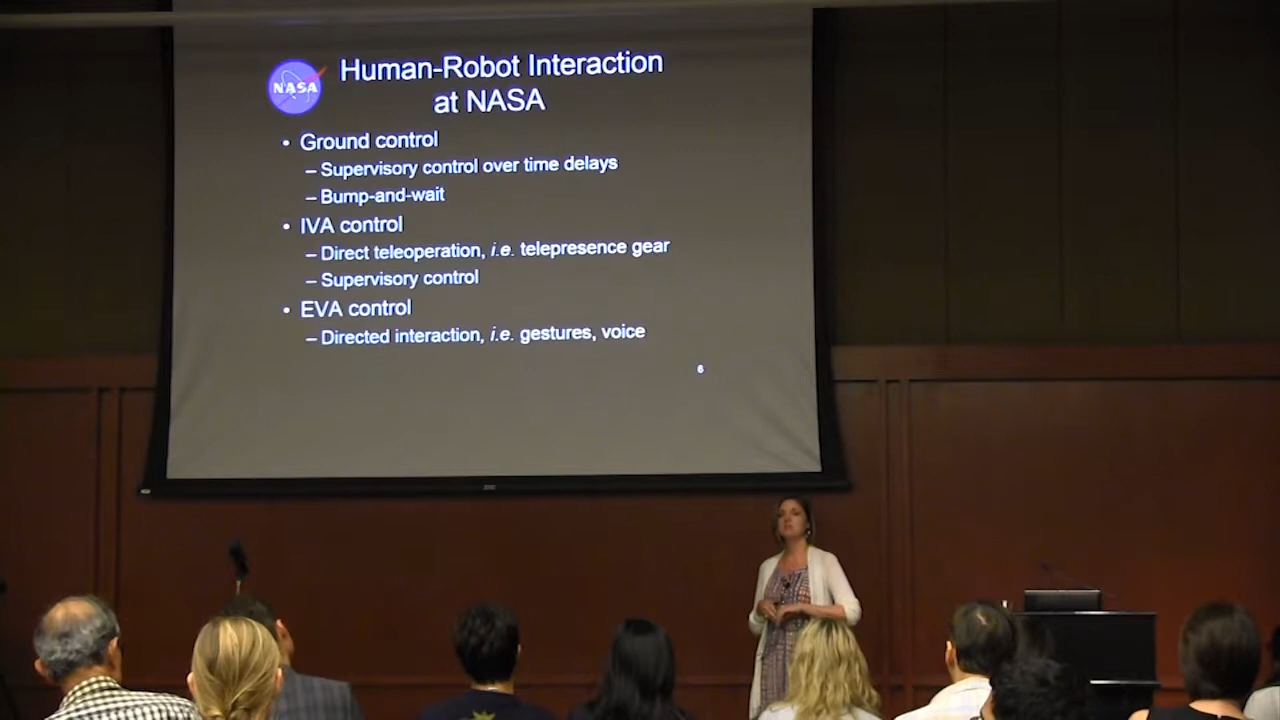 Human-Robot Interaction
at NASA
NASA
• Ground control
– Supervisory control over time delays
– Bump-and-wait
• IVA control
– Direct teleoperation, i.e. telepresence gear
– Supervisory control
• EVA control
– Directed interaction, i.e. gestures, voice
6